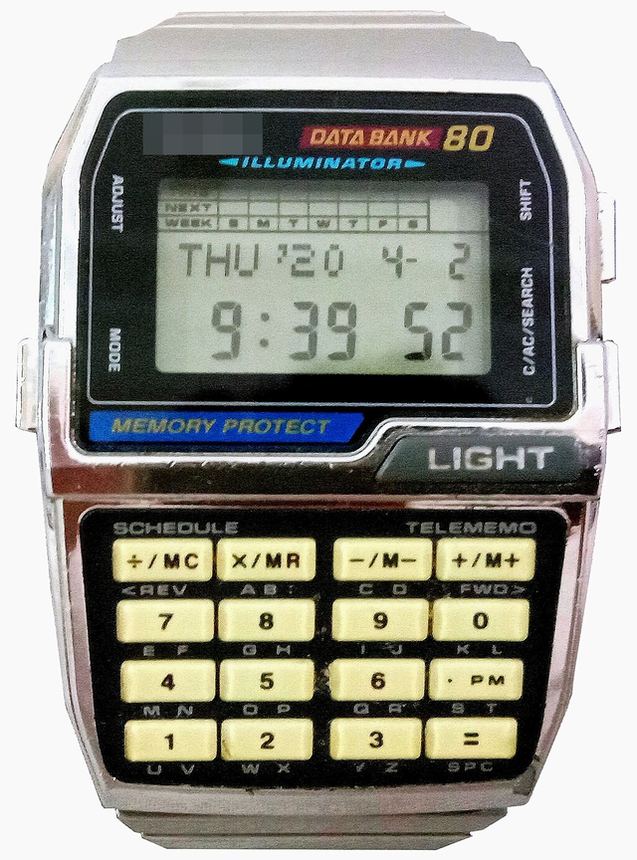 DATA BANK 80
ILLUMINATOR
ADJUST
SHIFT
NEXT
WEEK S M T W T F S
THU '20 4- 2
9:39 52
MODE
C/AC/SEARCH
MEMORY PROTECT
LIGHT
SCHEDULE TELEMEMO
÷/MC X/MR -/M- +/M+
<REV AB: C D FWD>
7 8 9 0
E F G H I J K L
4 5 6 · PM
M N O P Q R S T
1 2 3 =
U V W X Y Z SPC